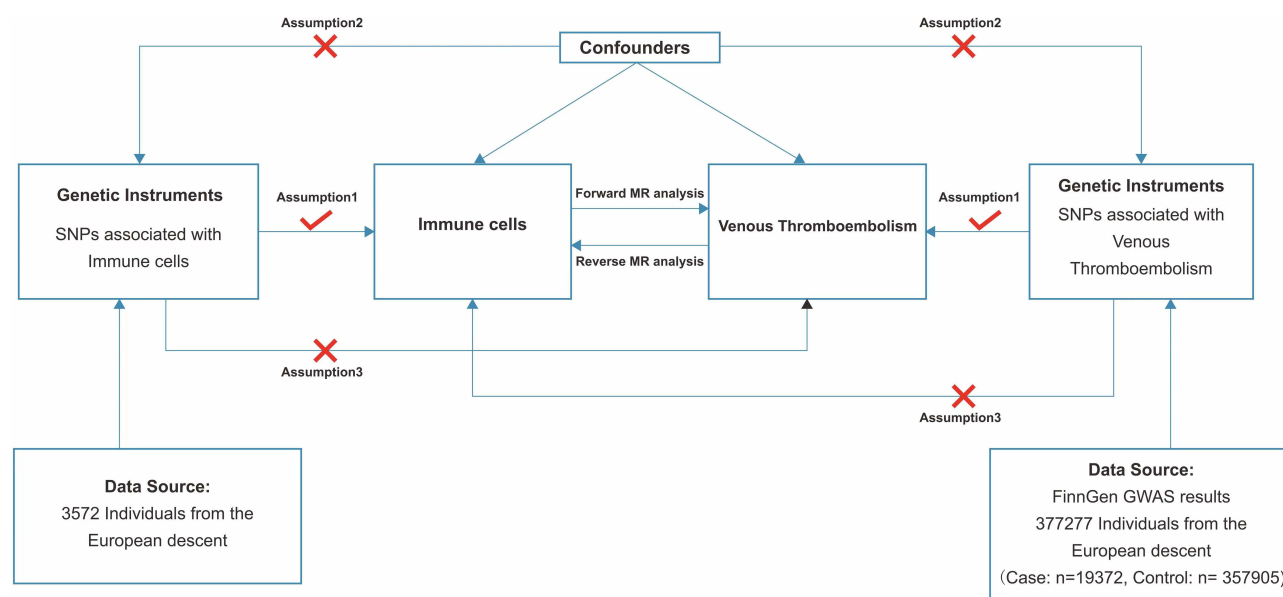 Assumption2
Assumption2
Confounders
Genetic Instruments
SNPs associated with
Immune cells
Assumption1
Immune cells
Forward MR analysis
Reverse MR analysis
Venous Thromboembolism
Assumption1
Genetic Instruments
SNPs associated with
Venous
Thromboembolism
Assumption3
Assumption3
Data Source:
3572 Individuals from the
European descent
Data Source:
FinnGen GWAS results
377277 Individuals from the
European descent
(Case: n=19372, Control: n= 357905)